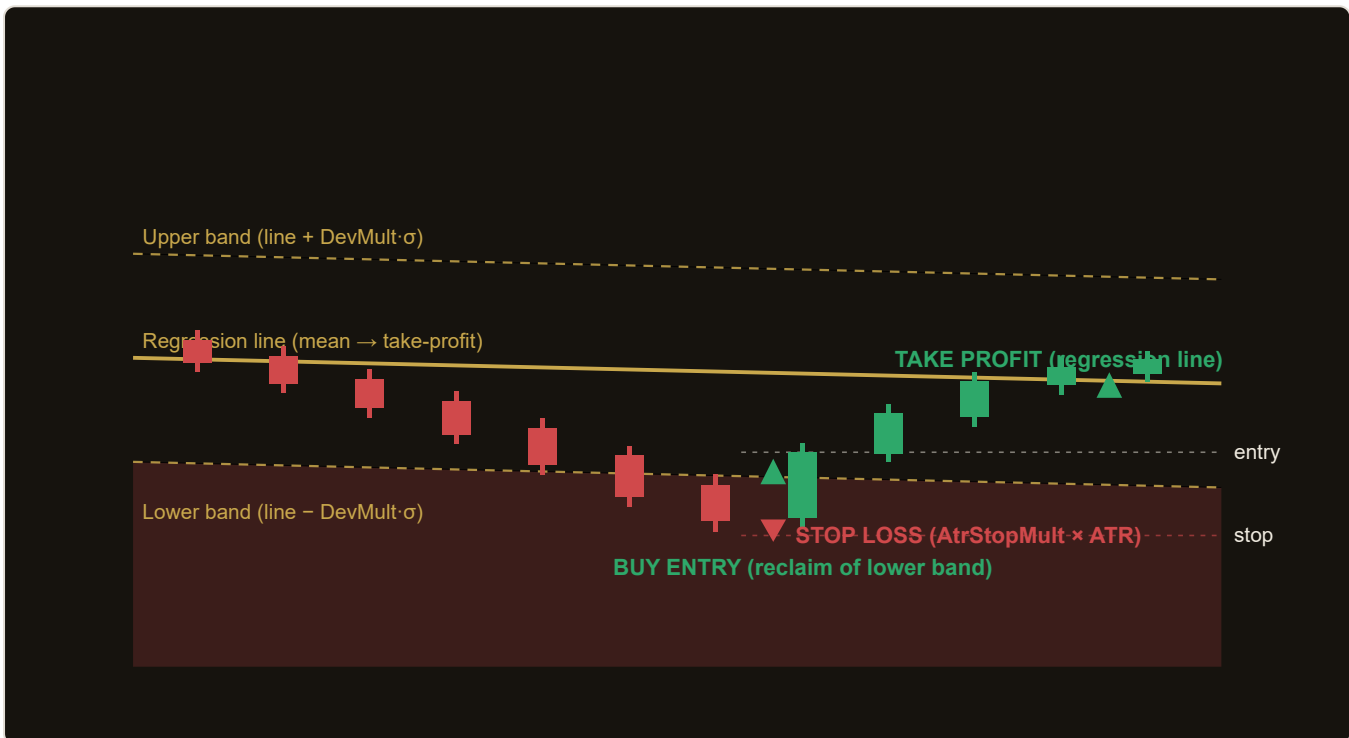 Upper band (line + DevMult·σ)
Regression line (mean → take-profit)
TAKE PROFIT (regression line)
entry
Lower band (line − DevMult·σ)
STOP LOSS (AtrStopMult × ATR)
stop
BUY ENTRY (reclaim of lower band)